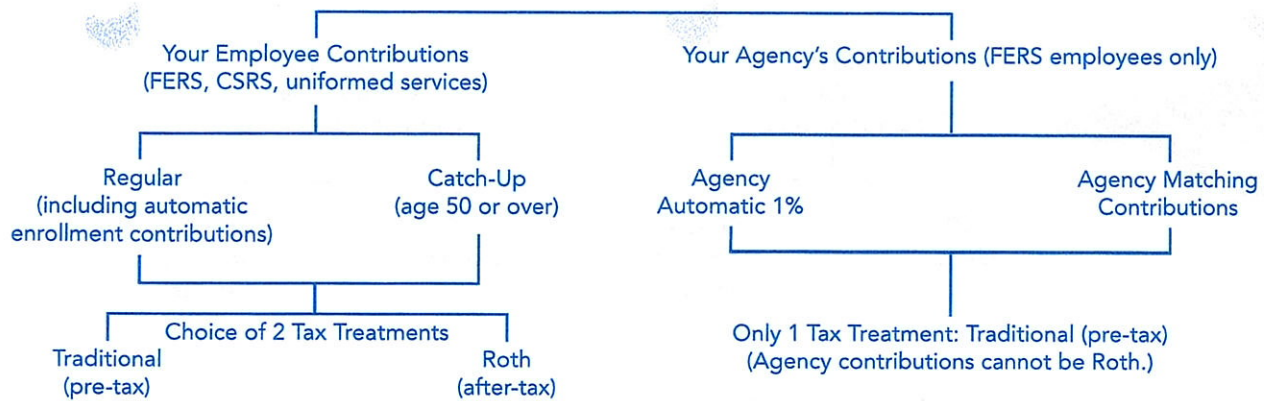 Your Employee Contributions
(FERS, CSRS, uniformed services)
Your Agency's Contributions (FERS employees only)
Regular
(including automatic
enrollment contributions)
Catch-Up
(age 50 or over)
Agency
Automatic 1%
Agency Matching
Contributions
Choice of 2 Tax Treatments
Traditional
(pre-tax)
Roth
(after-tax)
Only 1 Tax Treatment: Traditional (pre-tax)
(Agency contributions cannot be Roth.)